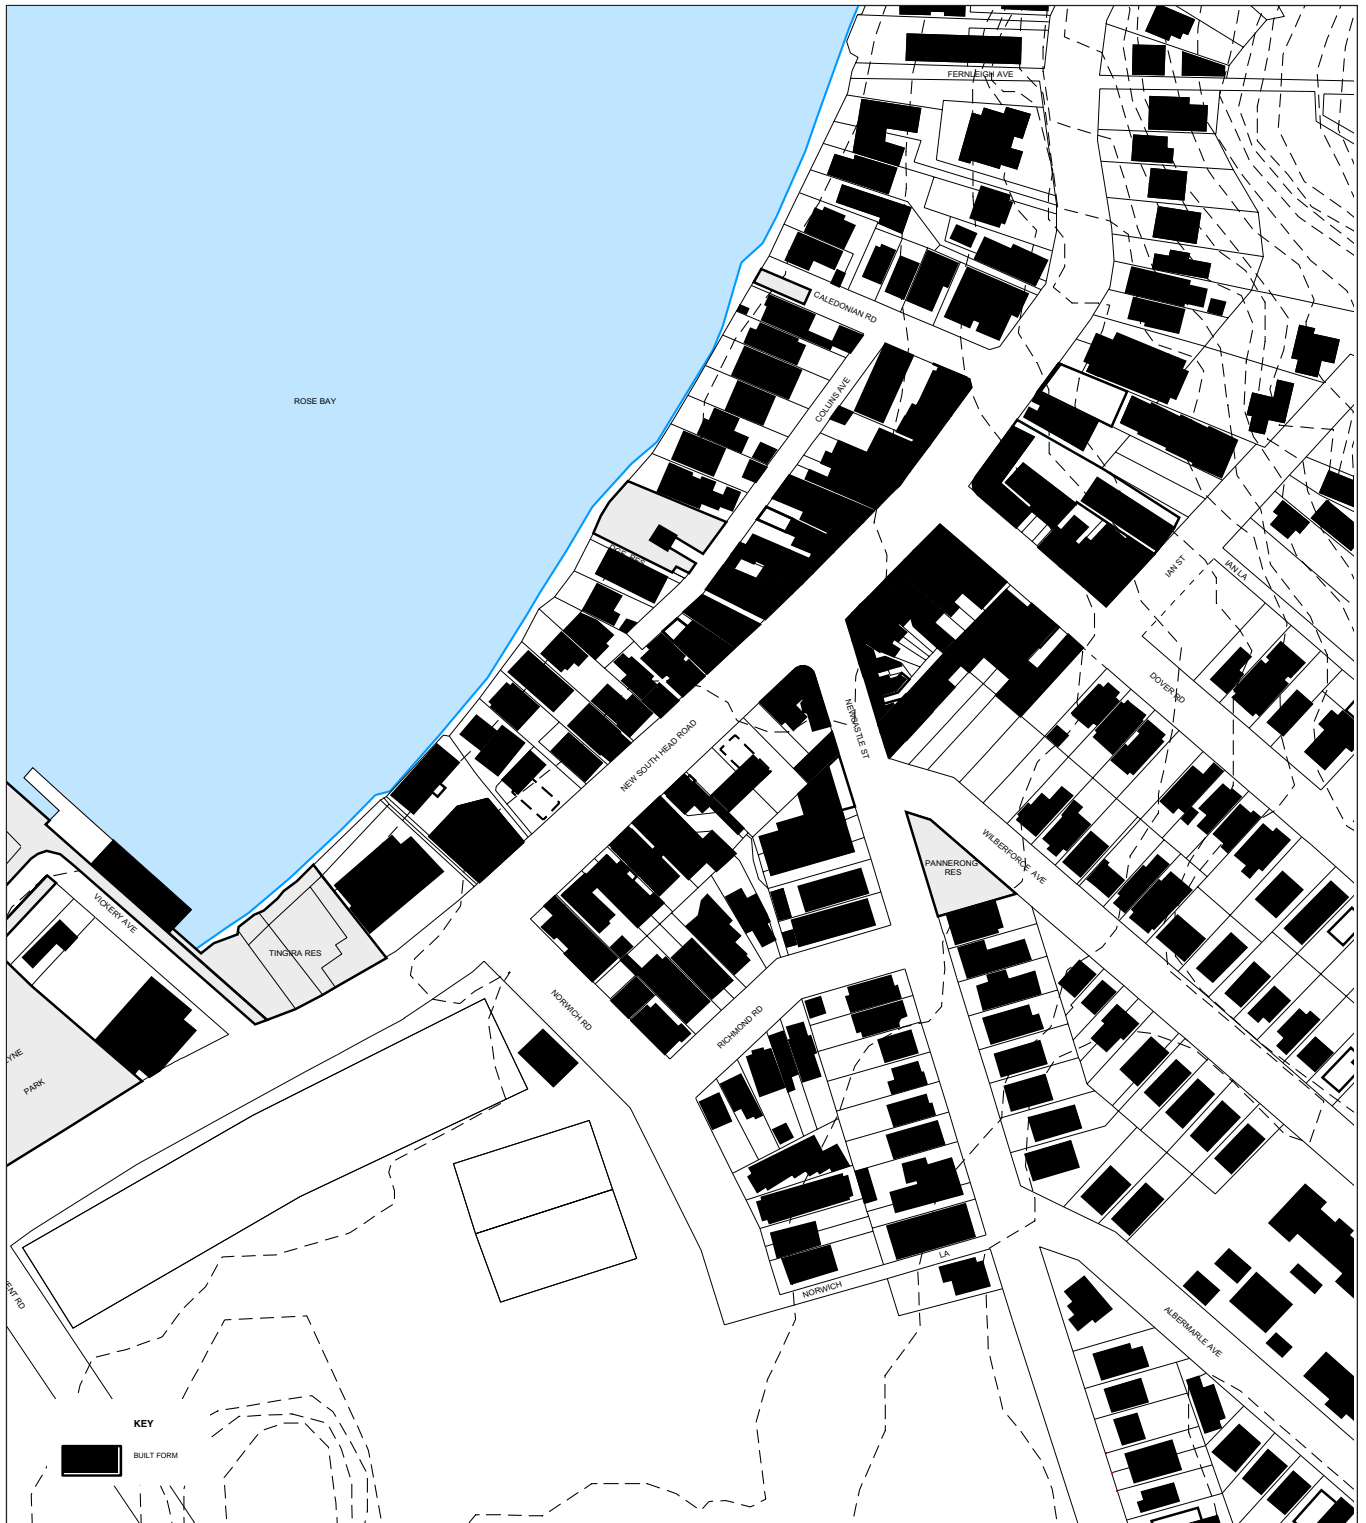 FERNLEIGH AVE
CALEDONIAN RD
COLLINS AVE
ROSE BAY
IAN ST
IAN LA
DOVER RD
NEWCASTLE ST
NEW SOUTH HEAD ROAD
WILBERFORCE AVE
PANNERONG
RES
VICKERY AVE
TINGIRA RES
NORWICH RD
RICHMOND RD
PARK
NORWICH
LA
ALBERMARLE AVE
KEY
BUILT FORM